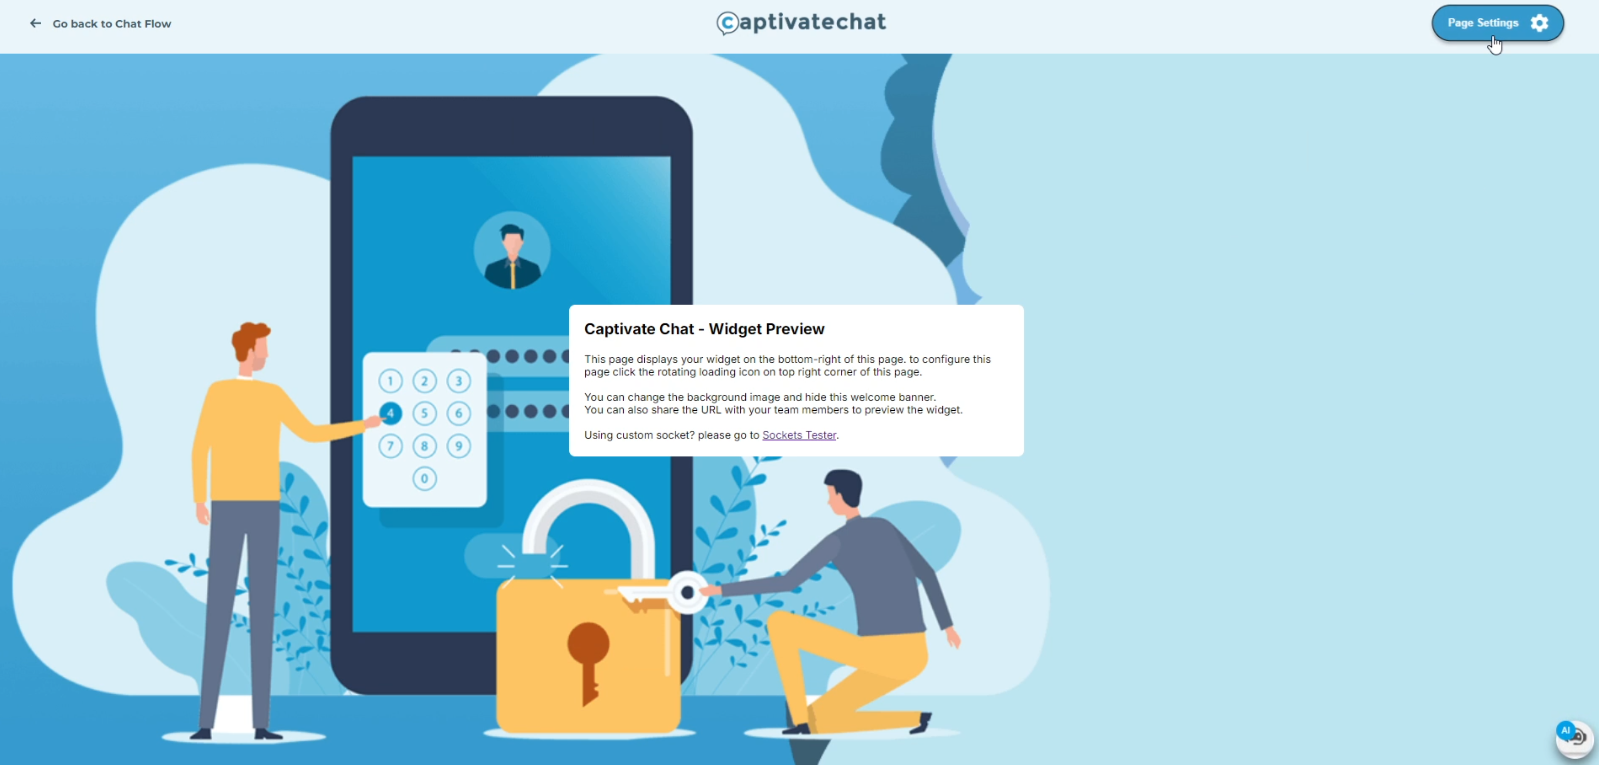 Go back to Chat Flow
captivatechat
Page Settings
Captivate Chat - Widget Preview
This page displays your widget on the bottom-right of this page. to configure this
page click the rotating loading icon on top right corner of this page.
You can change the background image and hide this welcome banner.
You can also share the URL with your team members to preview the widget.
Using custom socket? please go to Sockets Tester.
1 2 3
4 5 6
7 8 9
0
AI